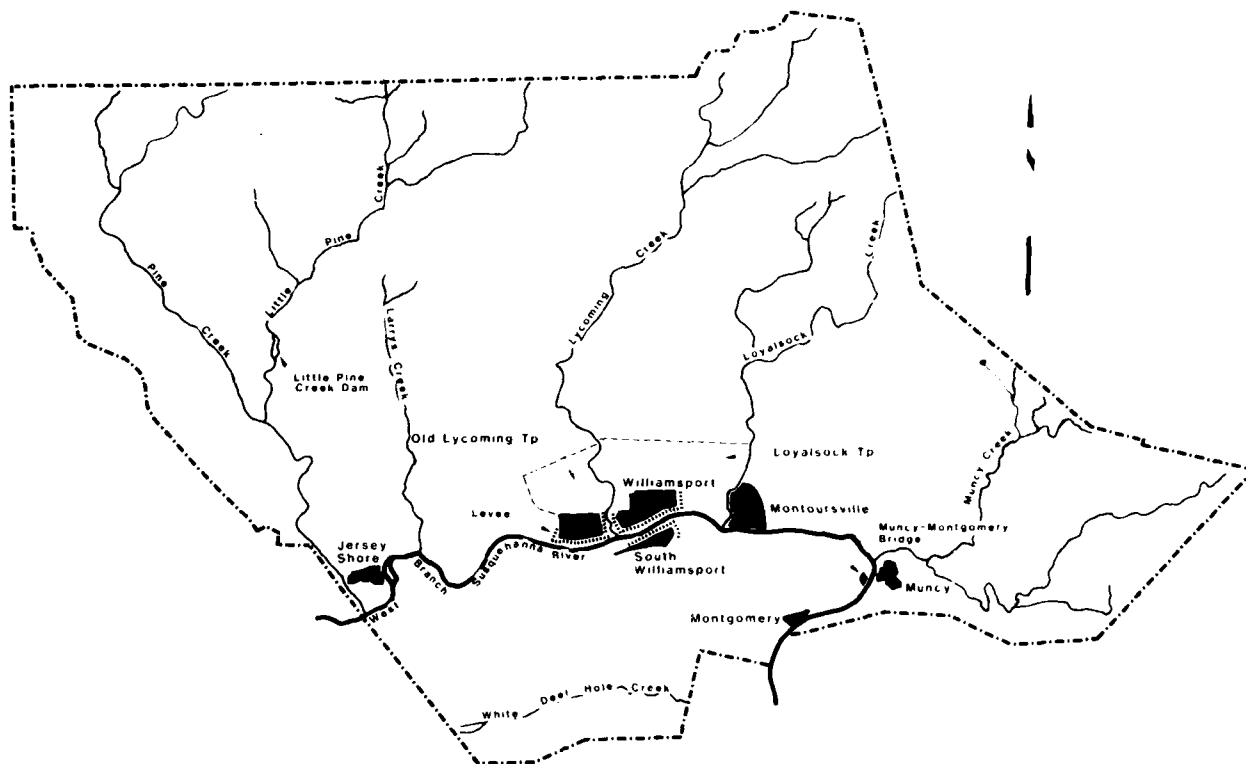 Creek
Pine
Little
Pine
Creek
Larrys Creek
Lycoming
Creek
Creek
Loyalsock
Little Pine
Creek Dam
Old Lycoming Tp
Loyalsock Tp
Muncy Creek
Williamsport
Levee
Montoursville
Muncy-Montgomery
Bridge
Jersey
Shore
West
Branch
Susquehanna
River
South
Williamsport
Muncy
Montgomery
White Deer Hole Creek